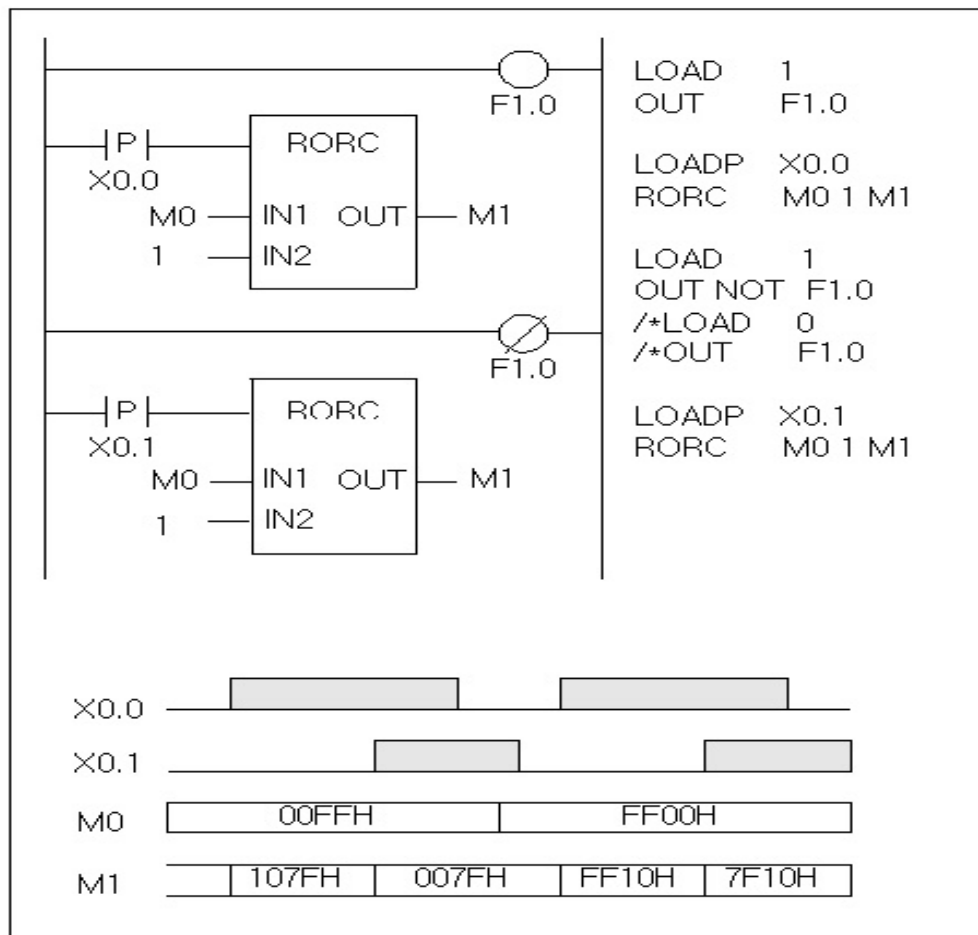 F1.0
P
X0.0
RORC
M0 IN1 OUT M1
1 IN2
F1.0
P
X0.1
RORC
M0 IN1 OUT M1
1 IN2
LOAD 1
OUT F1.0
LOADP X0.0
RORC M0 1 M1
LOAD 1
OUT NOT F1.0
/*LOAD 0
/*OUT F1.0
LOADP X0.1
RORC M0 1 M1
X0.0
X0.1
M0 00FFH FF00H
M1 107FH 007FH FF10H 7F10H